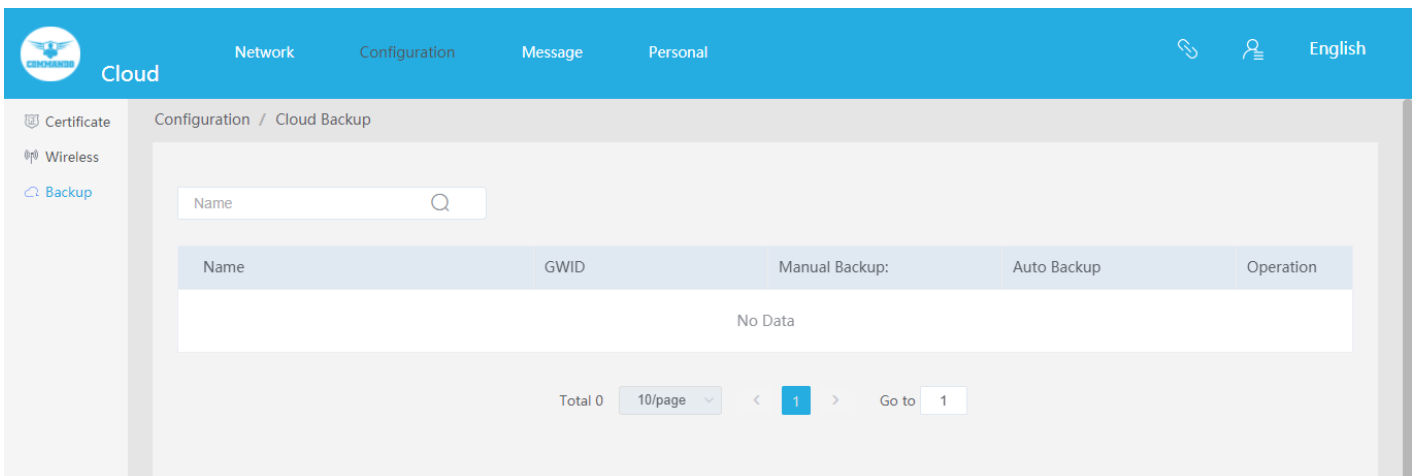 COMMANDO
Cloud
Network Configuration Message Personal English
Certificate
Wireless
Backup
Configuration / Cloud Backup
Name
Name GWID Manual Backup: Auto Backup Operation
No Data
Total 0 10/page < 1 > Go to 1